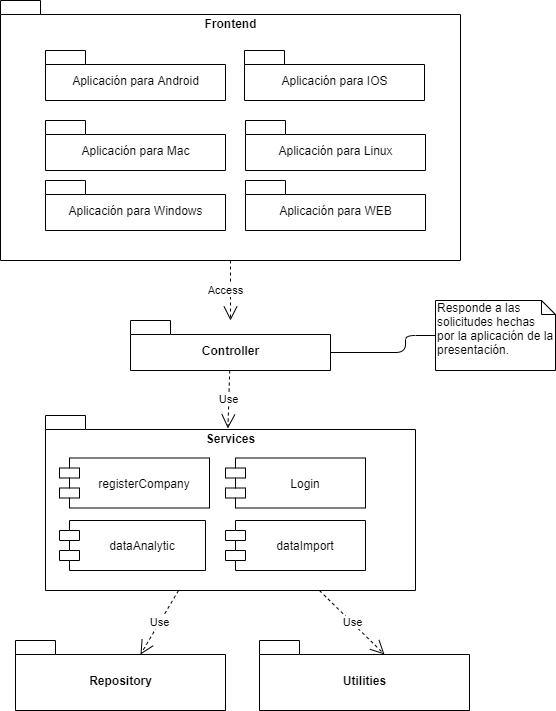 Frontend
Aplicación para Android
Aplicación para IOS
Aplicación para Mac
Aplicación para Linux
Aplicación para Windows
Aplicación para WEB
Access
Controller
Responde a las
solicitudes hechas
por la aplicación de la
presentación.
Use
Services
registerCompany
Login
dataAnalytic
dataImport
Use
Use
Repository
Utilities